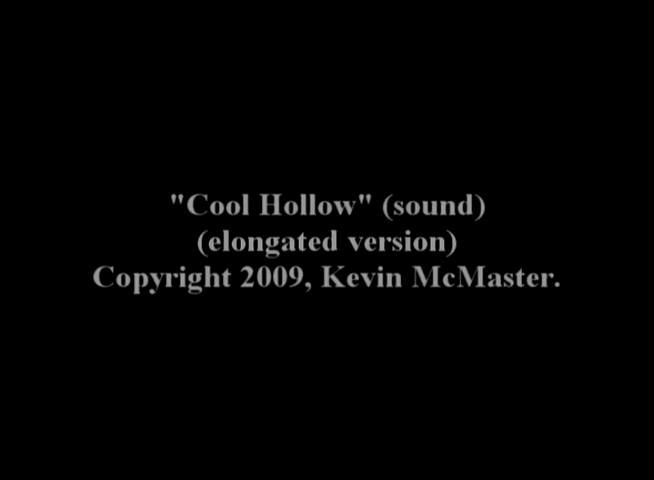 "Cool Hollow" (sound)
(elongated version)
Copyright 2009, Kevin McMaster.